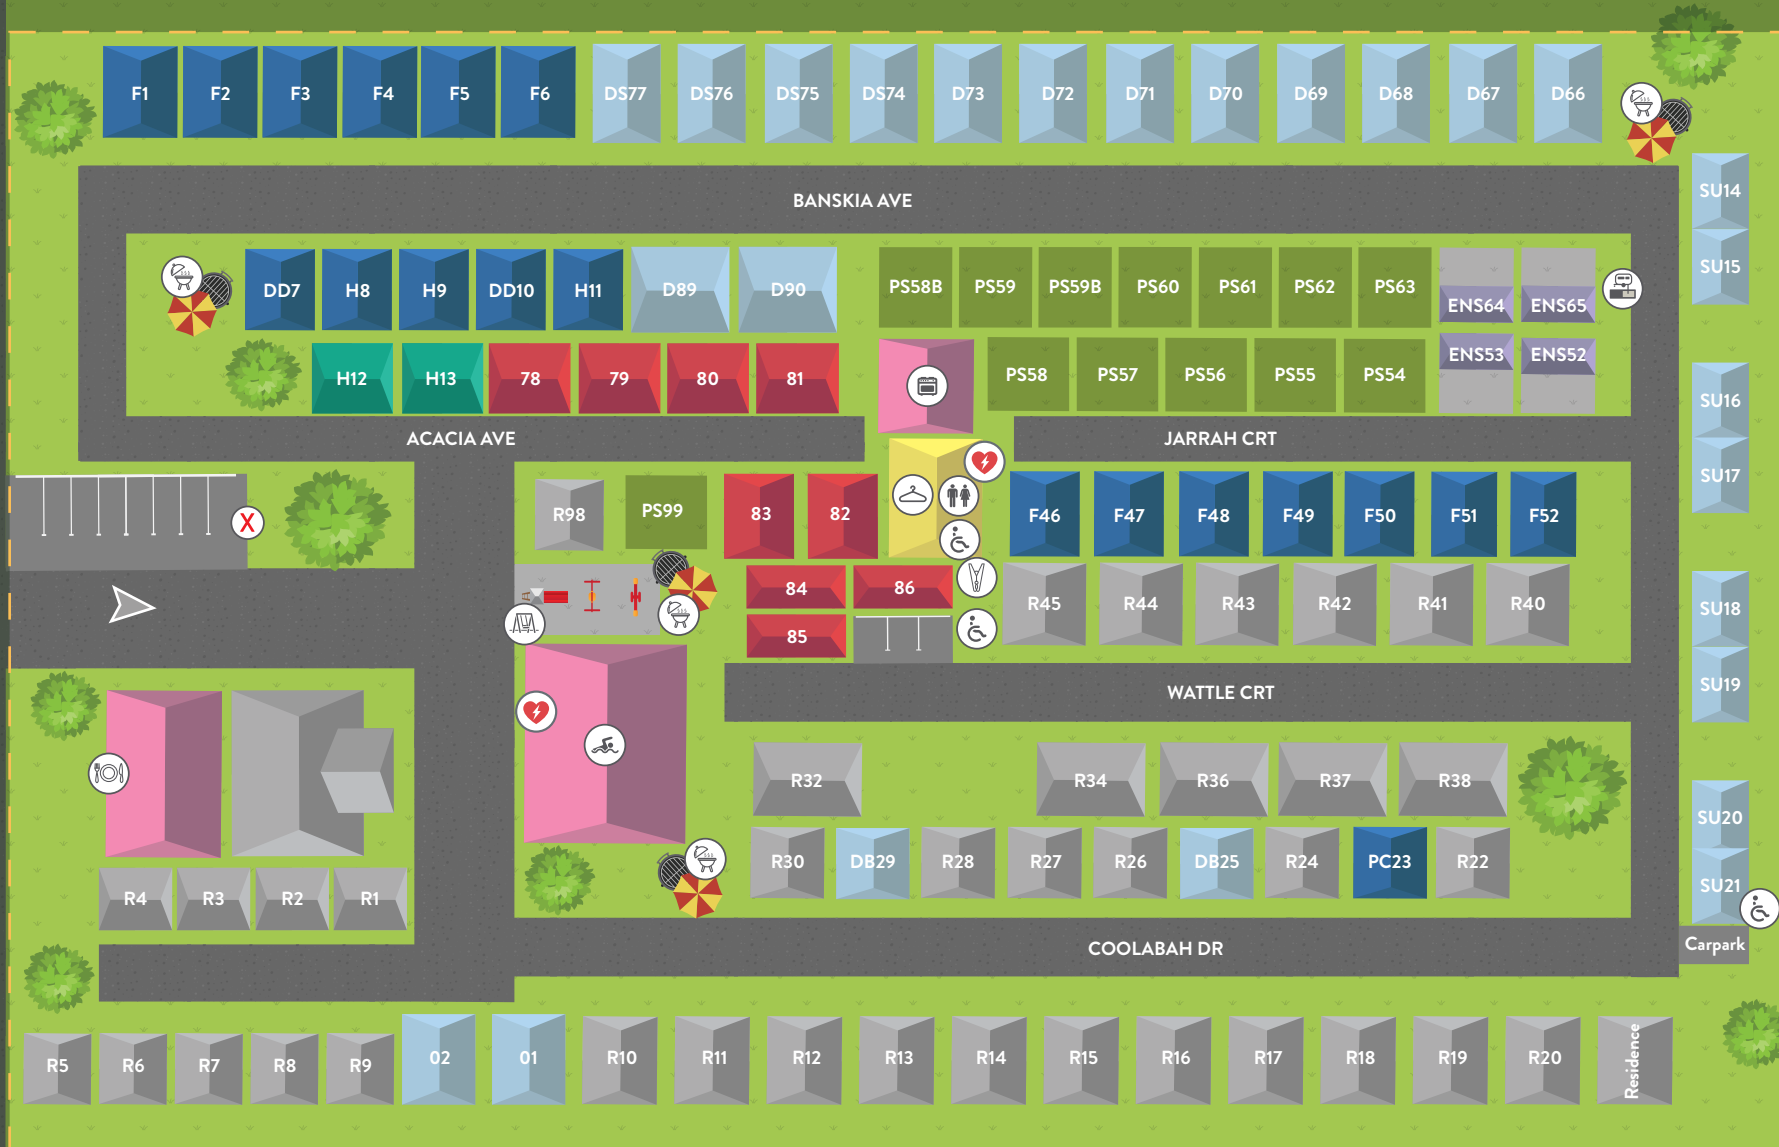 F1 F2 F3 F4 F5 F6 DS77 DS76 DS75 DS74 D73 D72 D71 D70 D69 D68 D67 D66
SU14
BANSKIA AVE
SU15
DD7 H8 H9 DD10 H11 D89 D90 PS58B PS59 PS59B PS60 PS61 PS62 PS63 ENS64 ENS65
ENS53 ENS52
H12 H13 78 79 80 81 PS58 PS57 PS56 PS55 PS54
SU16
ACACIA AVE JARRAH CRT
SU17
X R98 PS99 83 82 F46 F47 F48 F49 F50 F51 F52
84 86 R45 R44 R43 R42 R41 R40
SU18
85
WATTLE CRT
SU19
R32 R34 R36 R37 R38
SU20
R30 DB29 R28 R27 R26 DB25 R24 PC23 R22
SU21
R4 R3 R2 R1
COOLABAH DR
Carpark
R5 R6 R7 R8 R9 02 01 R10 R11 R12 R13 R14 R15 R16 R17 R18 R19 R20 Residence